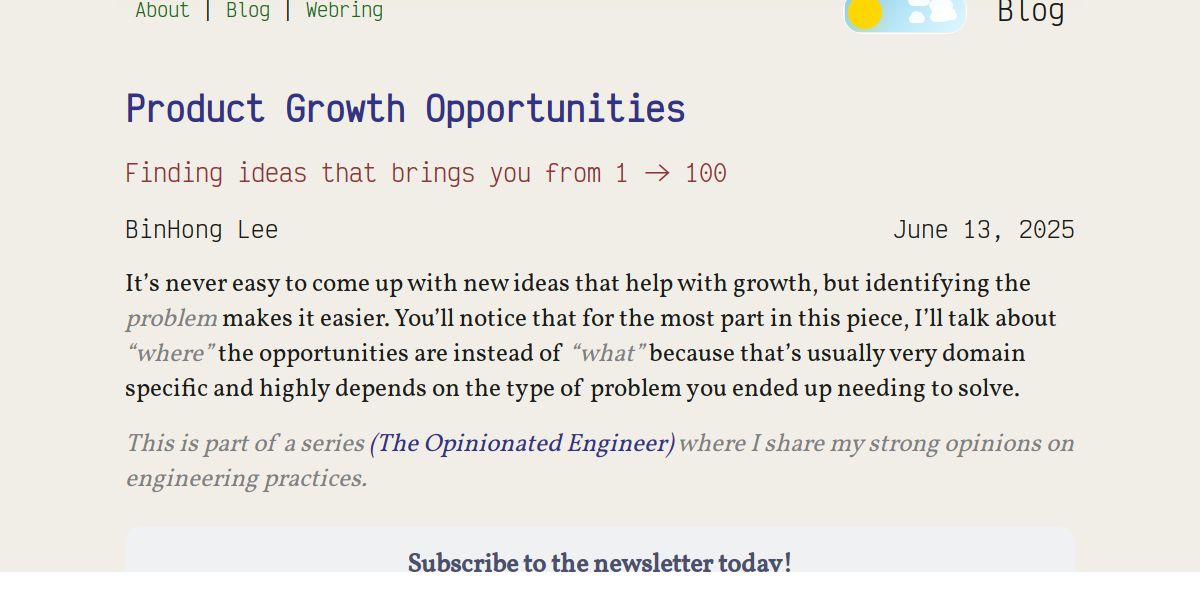 About | Blog | Webring
Blog
Product Growth Opportunities
Finding ideas that brings you from 1 → 100
BinHong Lee
June 13, 2025
It’s never easy to come up with new ideas that help with growth, but identifying the
problem makes it easier. You’ll notice that for the most part in this piece, I’ll talk about
“where” the opportunities are instead of “what” because that’s usually very domain
specific and highly depends on the type of problem you ended up needing to solve.
This is part of a series (The Opinionated Engineer) where I share my strong opinions on
engineering practices.
Subscribe to the newsletter today!